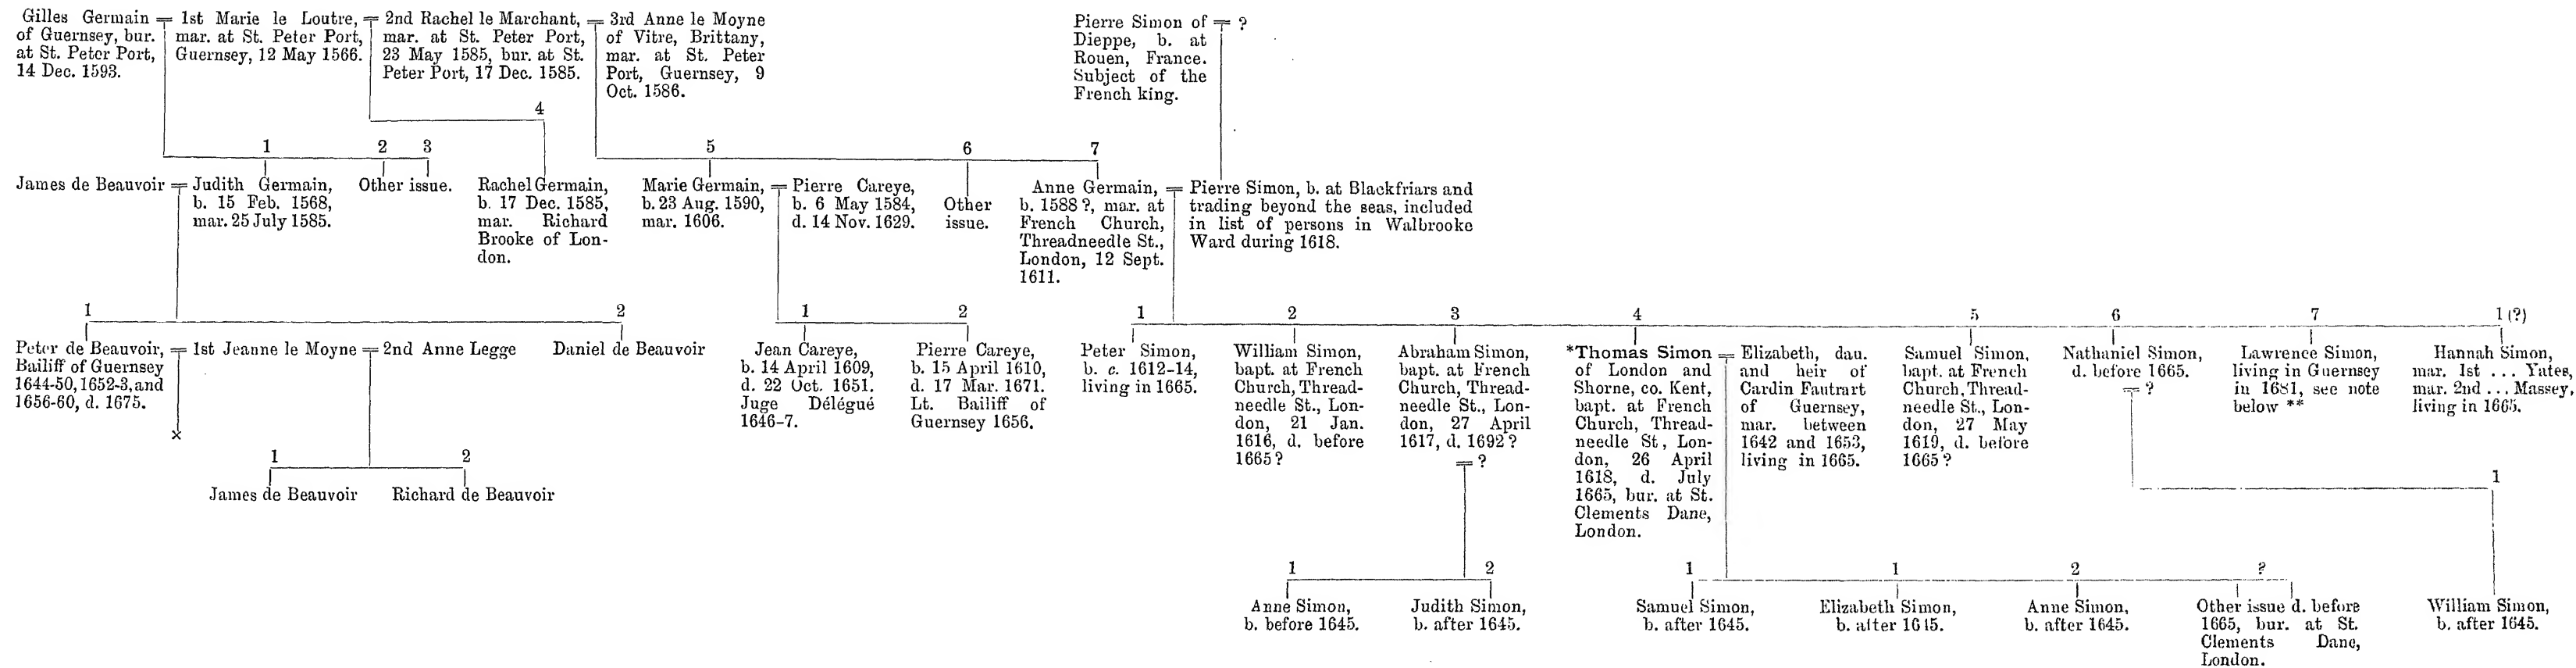 Gilles Germain
of Guernsey, bur.
at St. Peter Port,
14 Dec. 1593.
1st Marie le Loutre,
mar. at St. Peter Port,
Guernsey, 12 May 1566.
2nd Rachel le Marchant,
mar. at St. Peter Port,
23 May 1585, bur. at St.
Peter Port, 17 Dec. 1585.
3rd Anne le Moyne
of Vitre, Brittany,
mar. at St. Peter
Port, Guernsey, 9
Oct. 1586.
Pierre Simon of
Dieppe, b. at
Rouen, France.
Subject of the
French king.
?
4
1 2 3
5 6 7
James de Beauvoir
Judith Germain,
b. 15 Feb. 1568,
mar. 25 July 1585.
Other issue.
Rachel Germain,
b. 17 Dec. 1585,
mar. Richard
Brooke of Lon-
don.
Marie Germain,
b. 23 Aug. 1590,
mar. 1606.
Pierre Careye,
b. 6 May 1584,
d. 14 Nov. 1629.
Other
issue.
Anne Germain,
b. 1588 ?, mar. at
French Church,
Threadneedle St.,
London, 12 Sept.
1611.
Pierre Simon, b. at Blackfriars and
trading beyond the seas, included
in list of persons in Walbrooke
Ward during 1618.
1 2
1 2
1 2 3 4 5 6 7 1 (?)
Peter de Beauvoir,
Bailiff of Guernsey
1644-50, 1652-3, and
1656-60, d. 1675.
1st Jeanne le Moyne
2nd Anne Legge
Daniel de Beauvoir
Jean Careye,
b. 14 April 1609,
d. 22 Oct. 1651.
Juge Délégué
1646-7.
Pierre Careye,
b. 15 April 1610,
d. 17 Mar. 1671.
Lt. Bailiff of
Guernsey 1656.
Peter Simon,
b. c. 1612-14,
living in 1665.
William Simon,
bapt. at French
Church, Thread-
needle St., Lon-
don, 21 Jan.
1616, d. before
1665 ?
Abraham Simon,
bapt. at French
Church, Thread-
needle St., Lon-
don, 27 April
1617, d. 1692 ?
?
*Thomas Simon
of London and
Shorne, co. Kent,
bapt. at French
Church, Thread-
needle St, Lon-
don, 26 April
1618, d. July
1665, bur. at St.
Clements Dane,
London.
Elizabeth, dau.
and heir of
Cardin Fautrart
of Guernsey,
mar. between
1642 and 1653,
living in 1665.
Samuel Simon,
bapt. at French
Church, Thread-
needle St., Lon-
don, 27 May
1619, d. before
1665 ?
Nathaniel Simon,
d. before 1665.
?
Lawrence Simon,
living in Guernsey
in 1681, see note
below **
Hannah Simon,
mar. 1st ... Yates,
mar. 2nd ... Massey,
living in 1665.
×
1 2
James de Beauvoir
Richard de Beauvoir
1
1 2
1 1 2 ?
Anne Simon,
b. before 1645.
Judith Simon,
b. after 1645.
Samuel Simon,
b. after 1645.
Elizabeth Simon,
b. after 1645.
Anne Simon,
b. after 1645.
Other issue d. before
1665, bur. at St.
Clements Dane,
London.
William Simon,
b. after 1645.